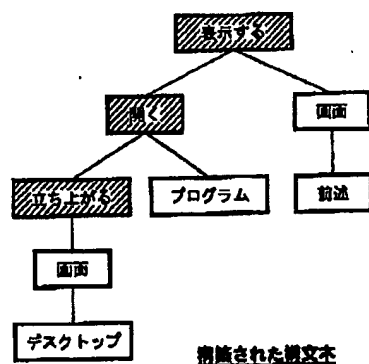 表示する
開く
画面
立ち上がる
プログラム
前述
画面
デスクトップ
構築された構文木